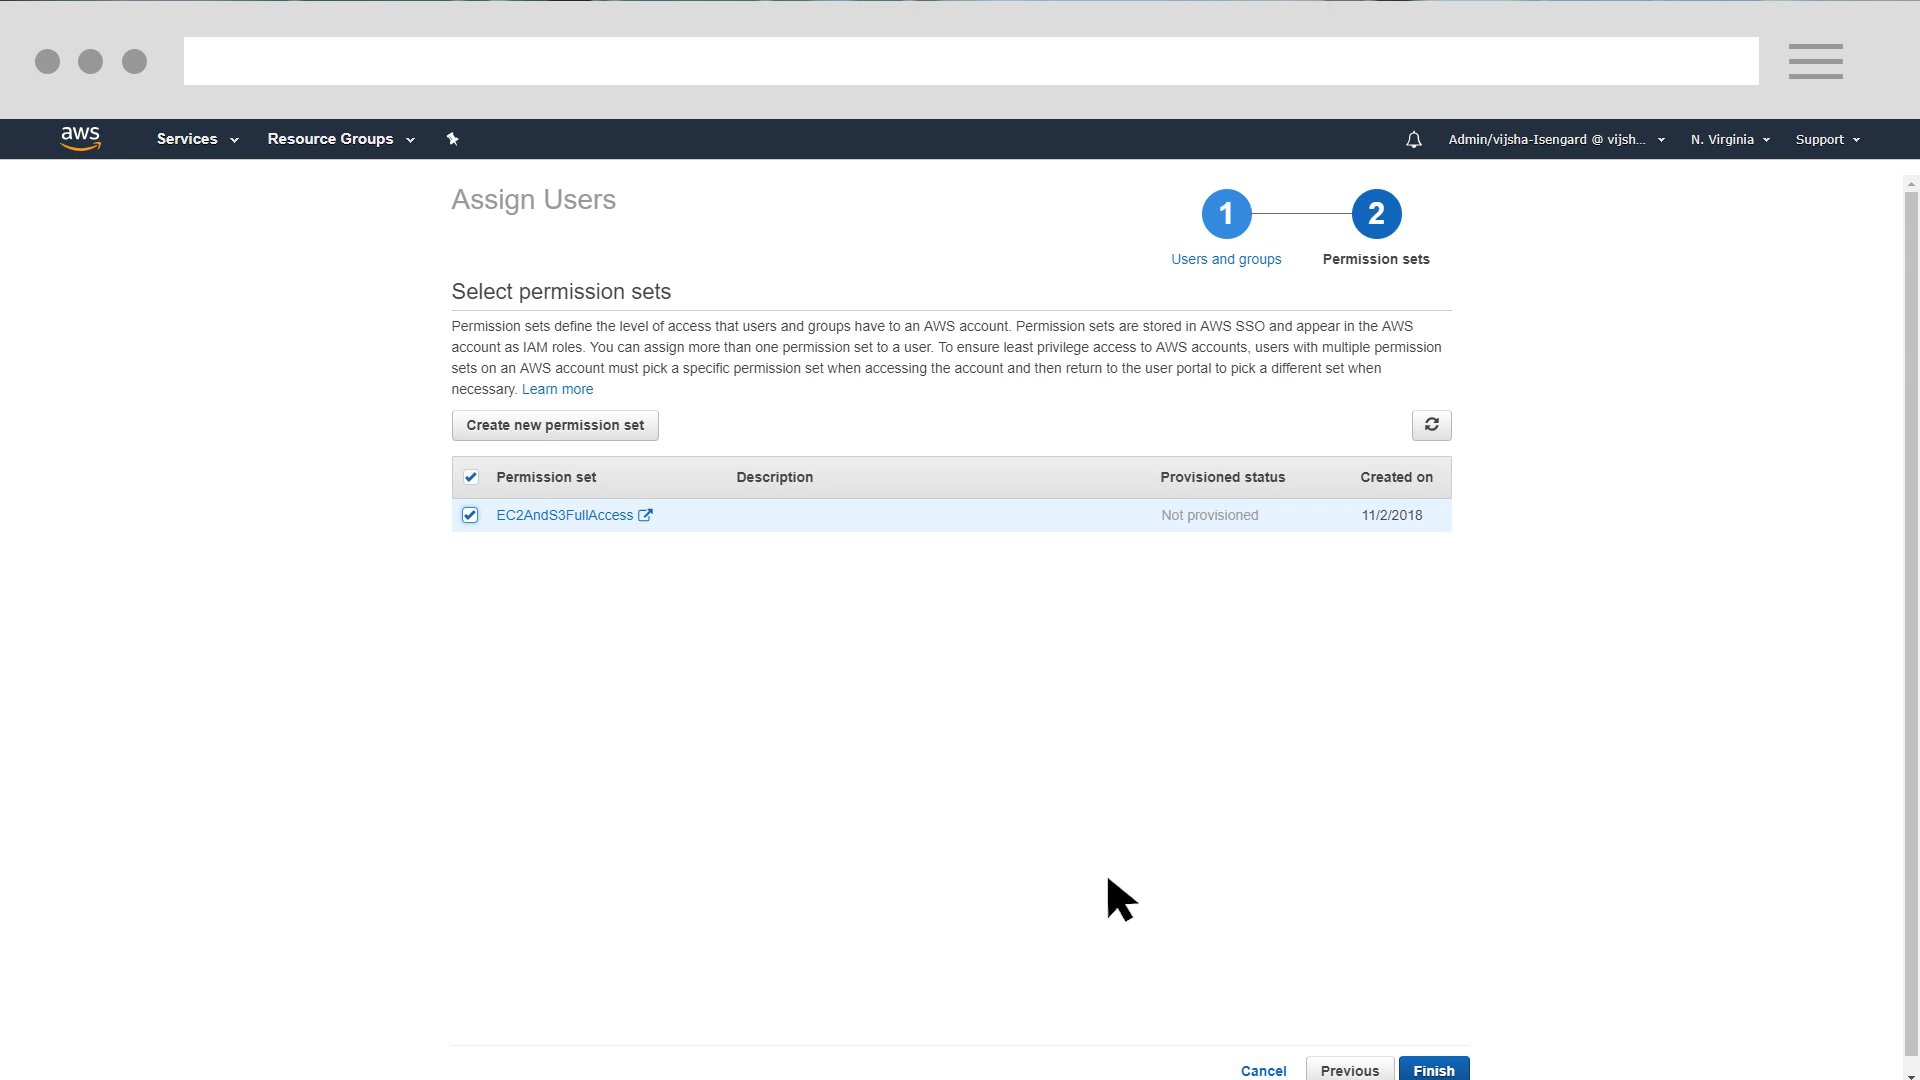 aws Services Resource Groups Admin/vijsha-Isengard @ vijsh... N. Virginia Support
Assign Users
1 2
Users and groups Permission sets
Select permission sets
Permission sets define the level of access that users and groups have to an AWS account. Permission sets are stored in AWS SSO and appear in the AWS
account as IAM roles. You can assign more than one permission set to a user. To ensure least privilege access to AWS accounts, users with multiple permission
sets on an AWS account must pick a specific permission set when accessing the account and then return to the user portal to pick a different set when
necessary. Learn more
Create new permission set
Permission set Description Provisioned status Created on
EC2AndS3FullAccess Not provisioned 11/2/2018
Cancel Previous Finish